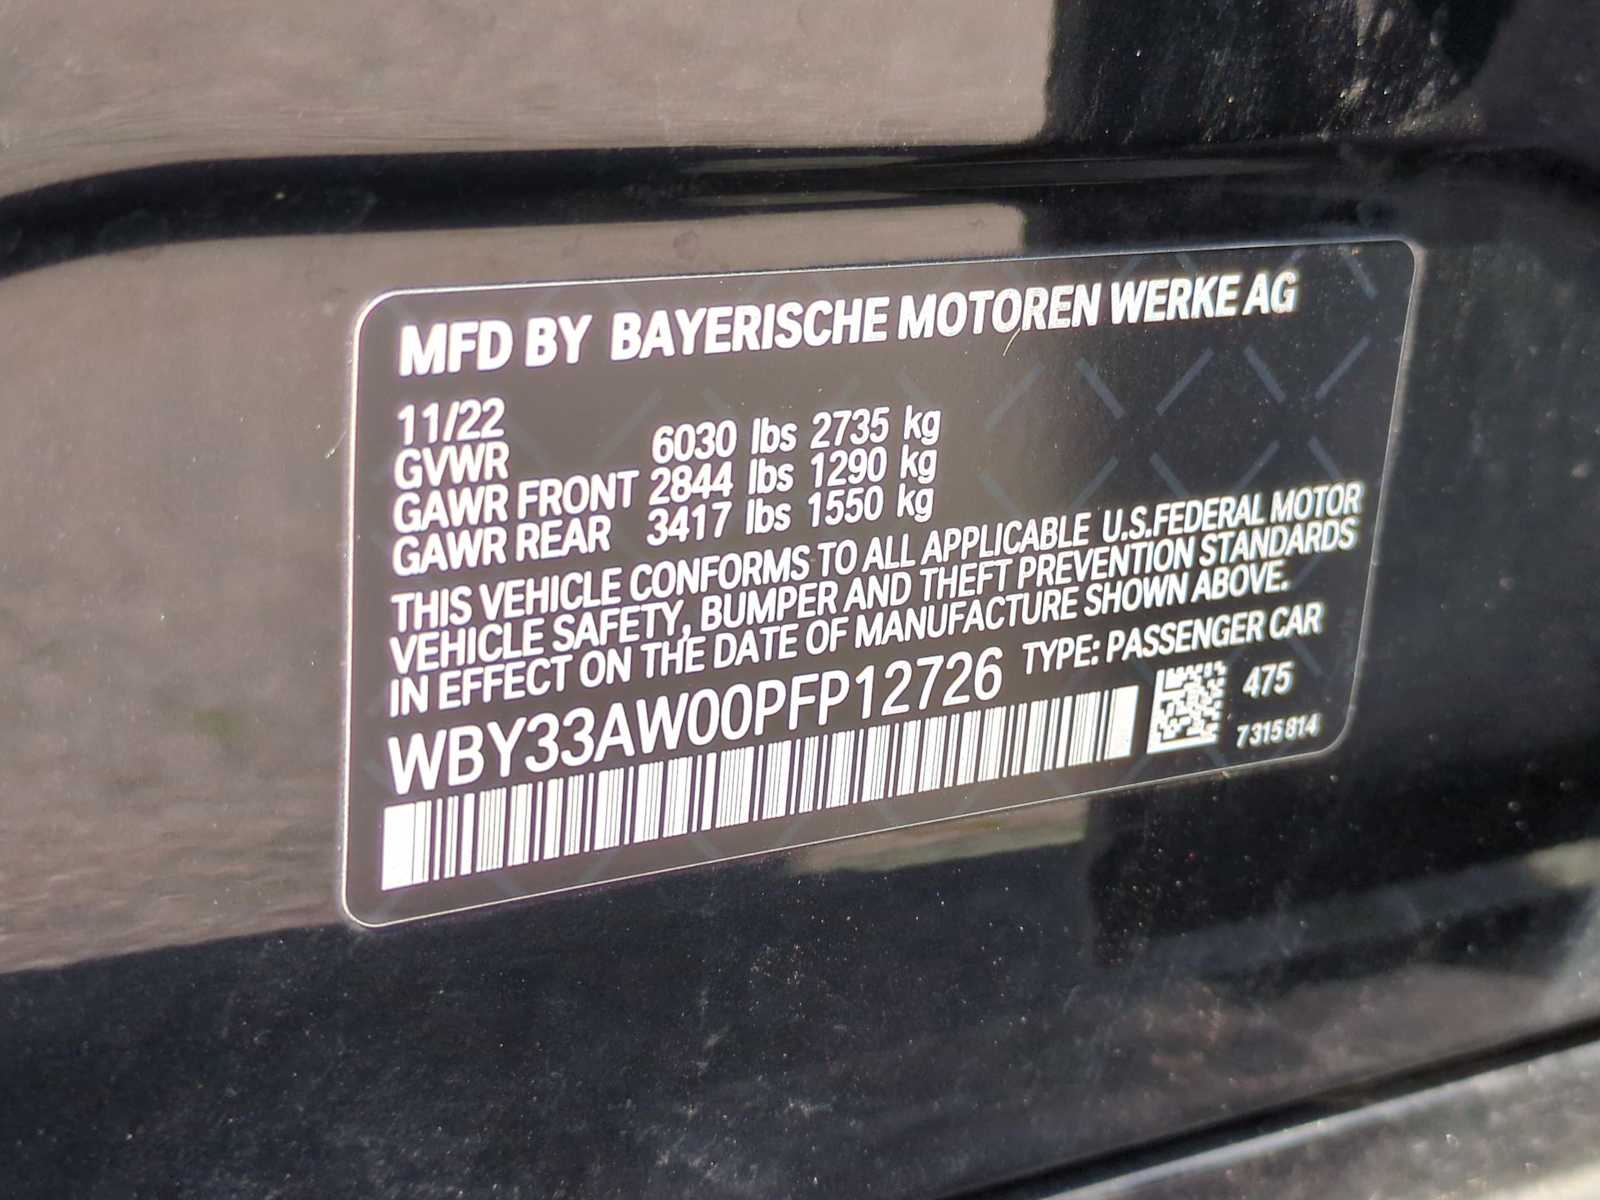 MFD BY BAYERISCHE MOTOREN WERKE AG
11/22
GVWR 6030 lbs 2735 kg
GAWR FRONT 2844 lbs 1290 kg
GAWR REAR 3417 lbs 1550 kg
THIS VEHICLE CONFORMS TO ALL APPLICABLE U.S.FEDERAL MOTOR
VEHICLE SAFETY, BUMPER AND THEFT PREVENTION STANDARDS
IN EFFECT ON THE DATE OF MANUFACTURE SHOWN ABOVE.
WBY33AW00PFP12726 TYPE: PASSENGER CAR
475
7315814